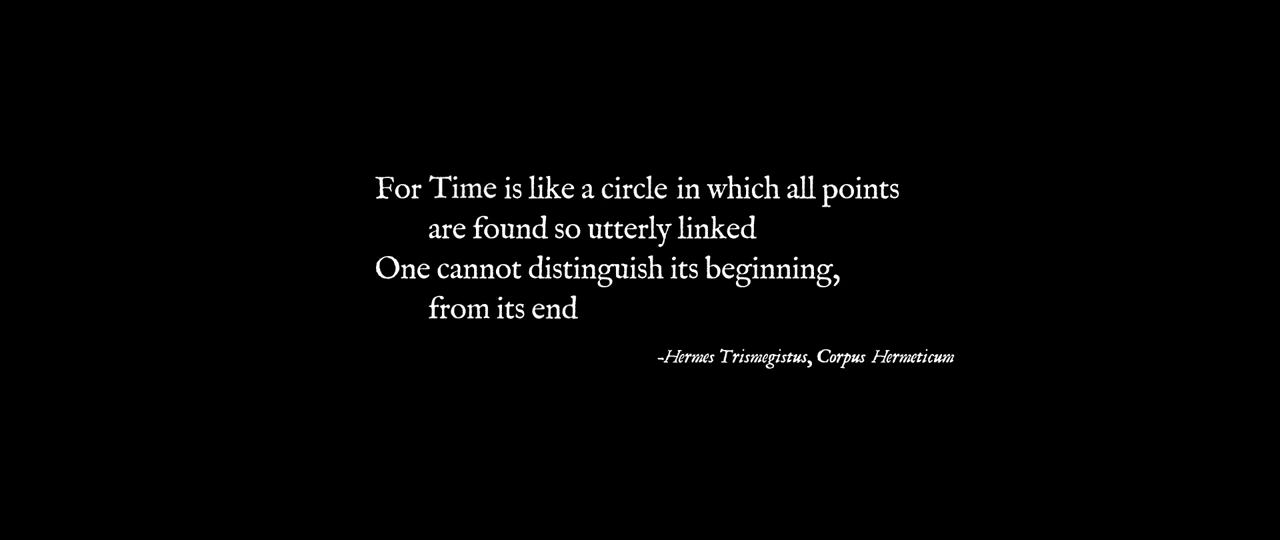 For Time is like a circle in which all points
are found so utterly linked
One cannot distinguish its beginning,
from its end
-Hermes Trismegistus, Corpus Hermeticum